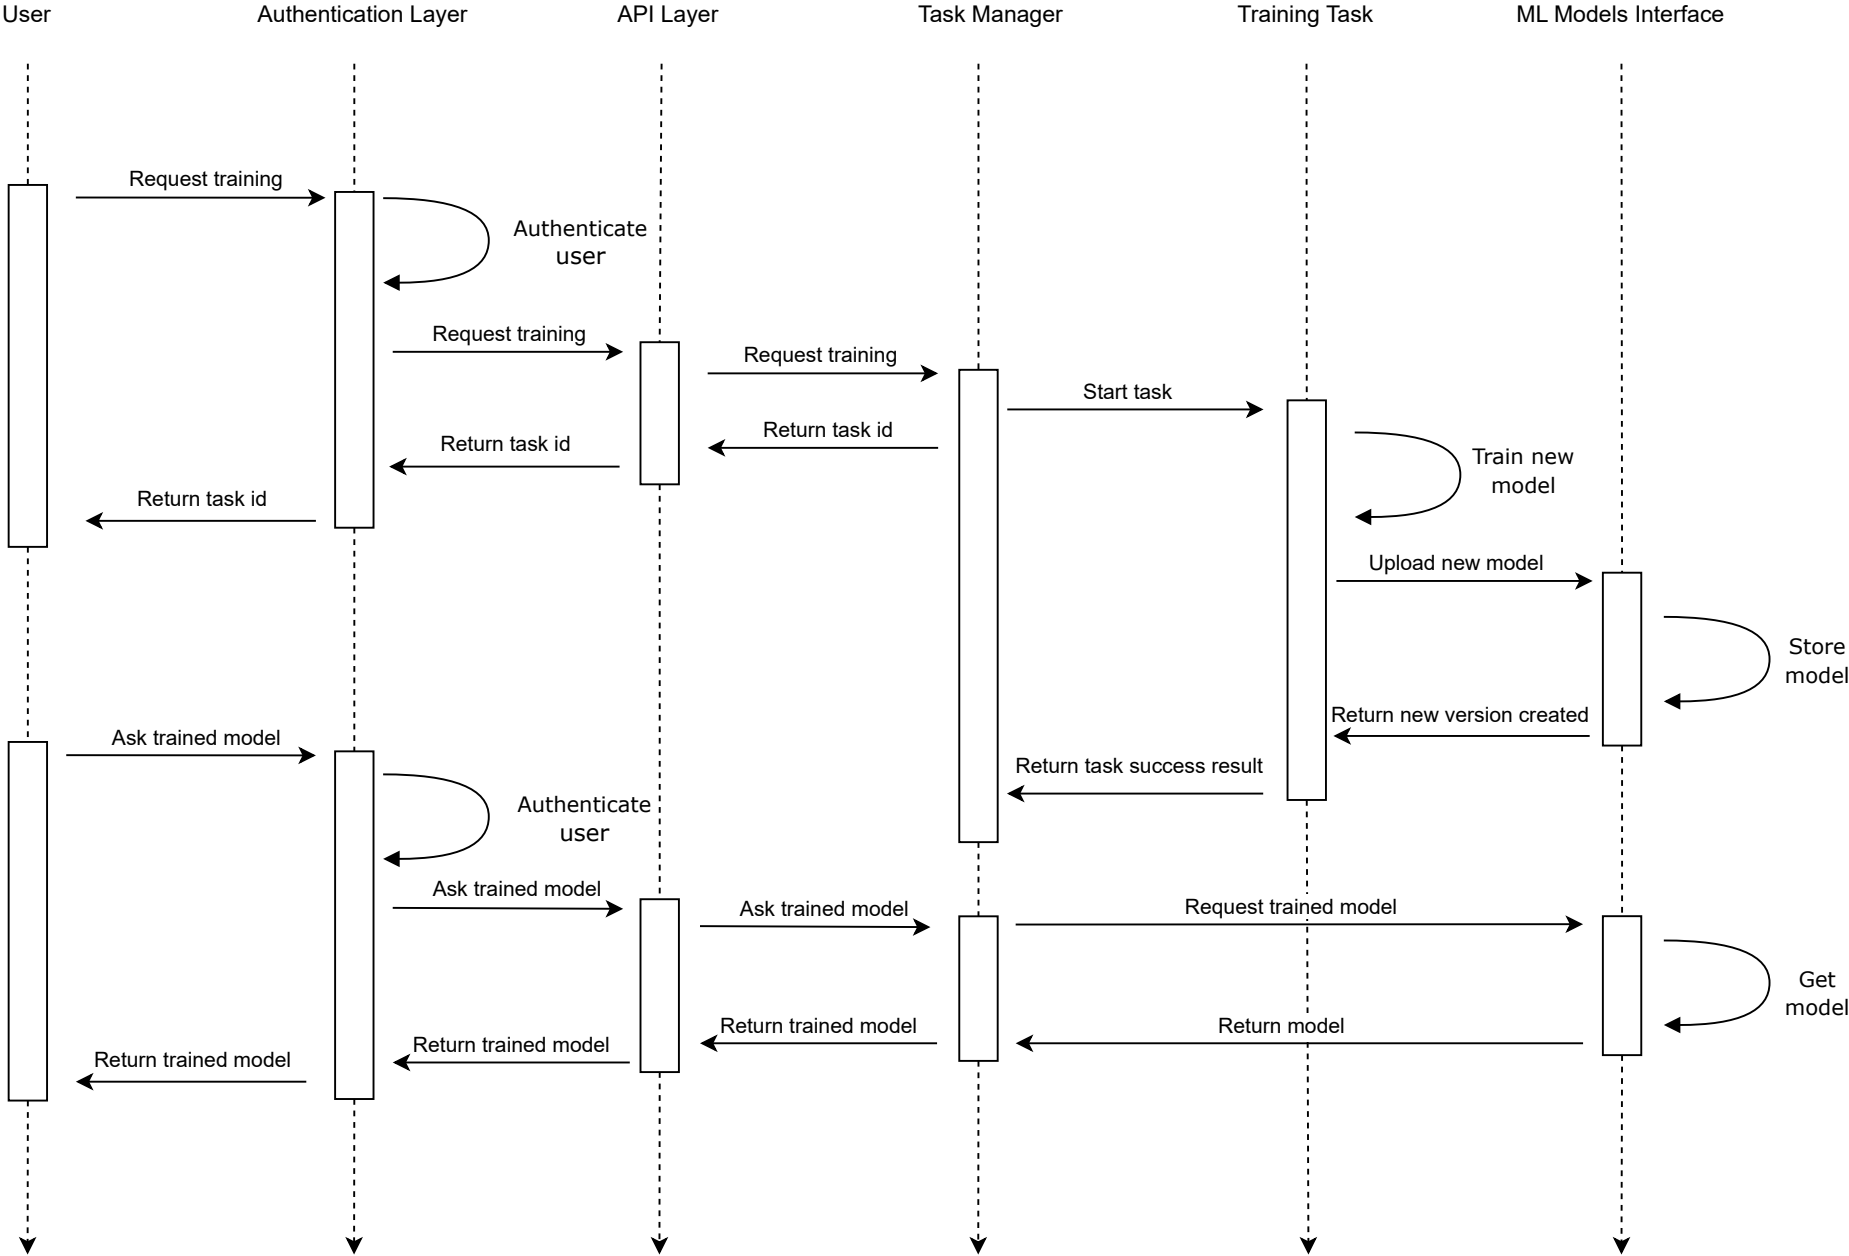 User
Authentication Layer
API Layer
Task Manager
Training Task
ML Models Interface
Request training
Authenticate
user
Request training
Request training
Start task
Return task id
Return task id
Return task id
Train new
model
Upload new model
Store
model
Return new version created
Return task success result
Ask trained model
Authenticate
user
Ask trained model
Ask trained model
Request trained model
Get
model
Return model
Return trained model
Return trained model
Return trained model